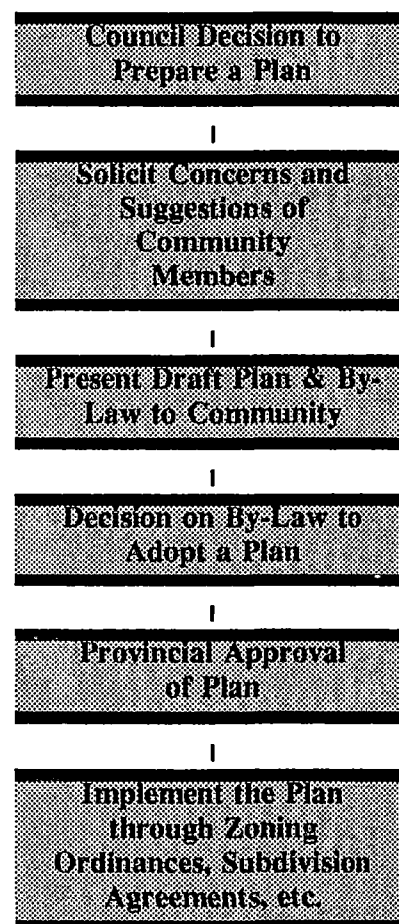 Council Decision to
Prepare a Plan
Solicit Concerns and
Suggestions of
Community
Members
Present Draft Plan & By-
Law to Community
Decision on By-Law to
Adopt a Plan
Provincial Approval
of Plan
Implement the Plan
through Zoning
Ordinances, Subdivision
Agreements, etc.